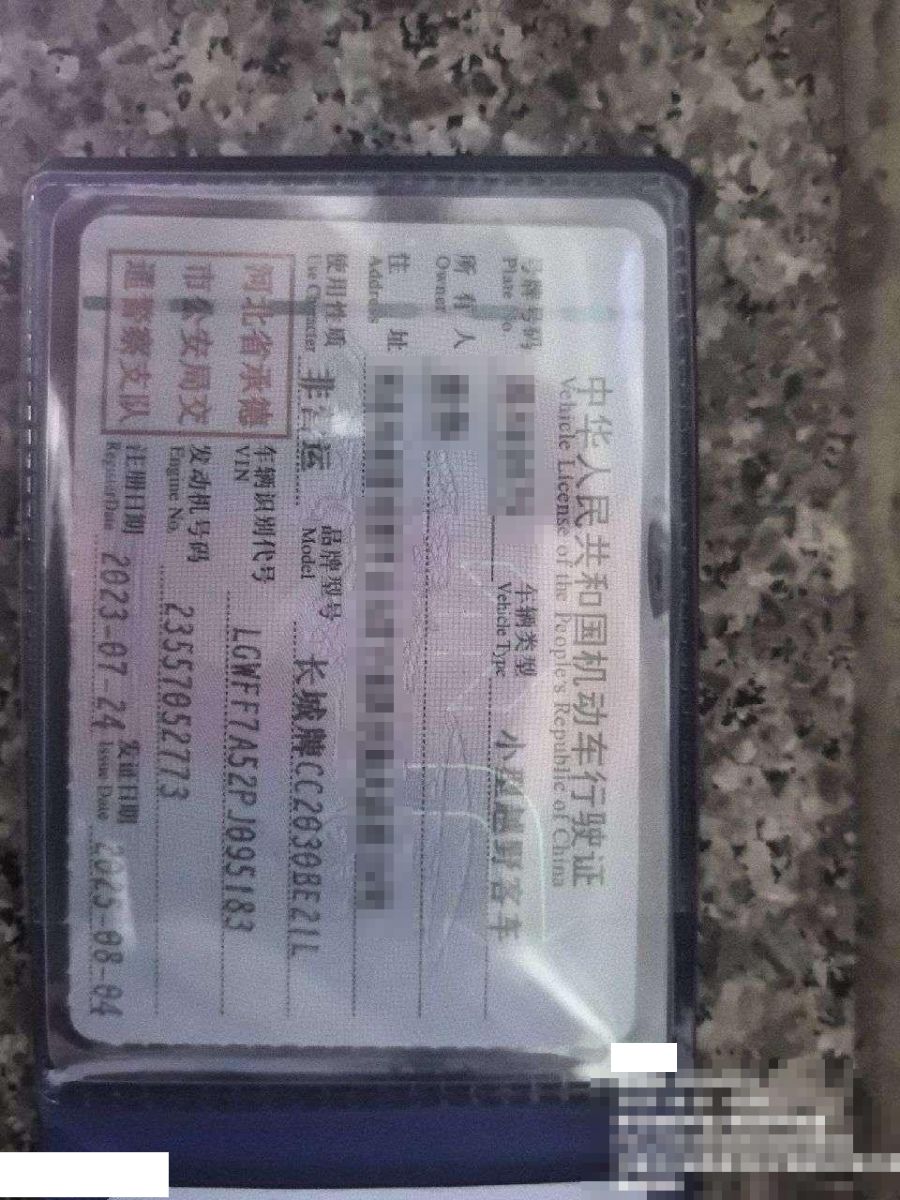 中华人民共和国机动车行驶证
Vehicle License of the People's Republic of China
号牌号码
Plate No.
车辆类型 小型越野客车
Vehicle Type
所有人
Owner
住址
Address
使用性质 非营运
Use Character
品牌型号 长城牌CC2030BE21L
Model
河北省承德
市公安局交
通警察支队
车辆识别代号 LGWFF7A52PJ095183
VIN
发动机号码 23557052773
Engine No.
注册日期 2023-07-24
Register Date
发证日期 2025-08-04
Issue Date